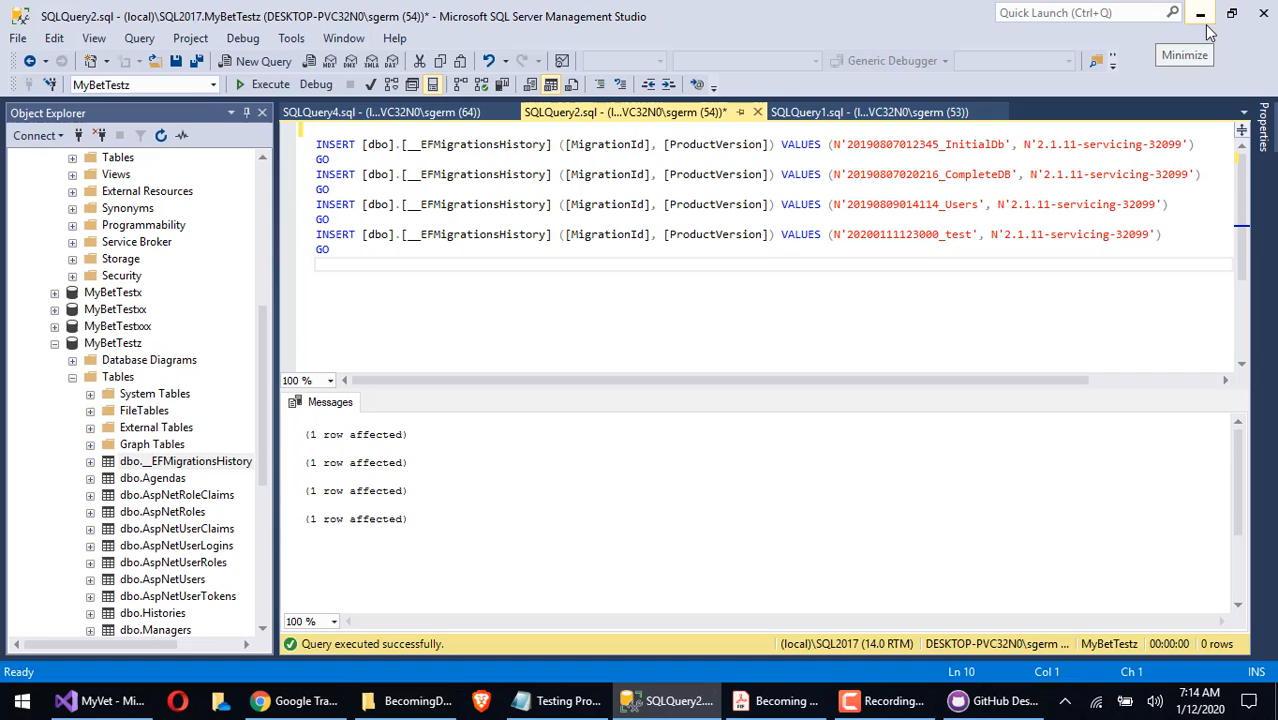 SQLQuery2.sql - (local)\SQL2017.MyBetTestz (DESKTOP-PVC32N0\sgerm (54))* - Microsoft SQL Server Management Studio
Quick Launch (Ctrl+Q)
File Edit View Query Project Debug Tools Window Help
Minimize
New Query
Generic Debugger
MyBetTestz
Execute Debug
Object Explorer
SQLQuery4.sql - (l...VC32N0\sgerm (64))
SQLQuery2.sql - (l...VC32N0\sgerm (54))*
SQLQuery1.sql - (l...VC32N0\sgerm (53))
Properties
Connect
Tables
Views
External Resources
Synonyms
Programmability
Service Broker
Storage
Security
MyBetTestx
MyBetTestxx
MyBetTestxxx
MyBetTestz
Database Diagrams
Tables
System Tables
FileTables
External Tables
Graph Tables
dbo.__EFMigrationsHistory
dbo.Agendas
dbo.AspNetRoleClaims
dbo.AspNetRoles
dbo.AspNetUserClaims
dbo.AspNetUserLogins
dbo.AspNetUserRoles
dbo.AspNetUsers
dbo.AspNetUserTokens
dbo.Histories
dbo.Managers
INSERT [dbo].[__EFMigrationsHistory] ([MigrationId], [ProductVersion]) VALUES (N'20190807012345_InitialDb', N'2.1.11-servicing-32099')
GO
INSERT [dbo].[__EFMigrationsHistory] ([MigrationId], [ProductVersion]) VALUES (N'20190807020216_CompleteDB', N'2.1.11-servicing-32099')
GO
INSERT [dbo].[__EFMigrationsHistory] ([MigrationId], [ProductVersion]) VALUES (N'20190809014114_Users', N'2.1.11-servicing-32099')
GO
INSERT [dbo].[__EFMigrationsHistory] ([MigrationId], [ProductVersion]) VALUES (N'20200111123000_test', N'2.1.11-servicing-32099')
GO
100 %
Messages
(1 row affected)
(1 row affected)
(1 row affected)
(1 row affected)
100 %
Query executed successfully.
(local)\SQL2017 (14.0 RTM)
DESKTOP-PVC32N0\sgerm ...
MyBetTestz
00:00:00
0 rows
Ready
Ln 10
Col 1
Ch 1
INS
MyVet - Mi...
Google Tra...
BecomingD...
Testing Pro...
SQLQuery2....
Becoming ...
Recording...
GitHub Des...
7:14 AM
1/12/2020